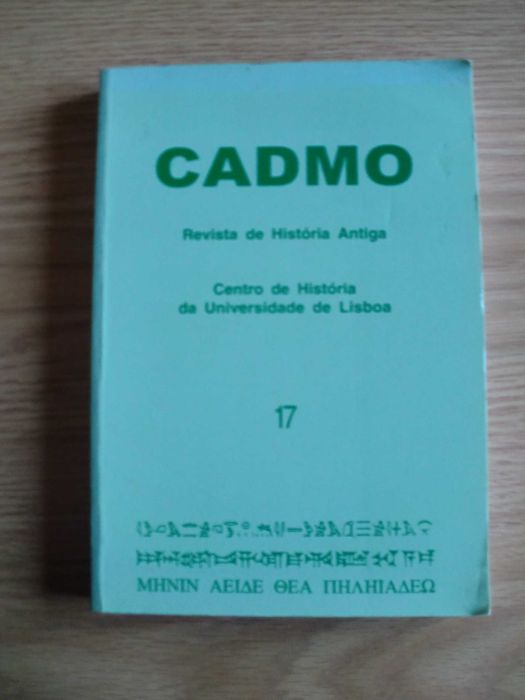 CADMO
Revista de História Antiga
Centro de História
da Universidade de Lisboa
17
ΜΗΝΙΝ ΑΕΙΔΕ ΘΕΑ ΠΗΛΗΙΑΔΕΩ